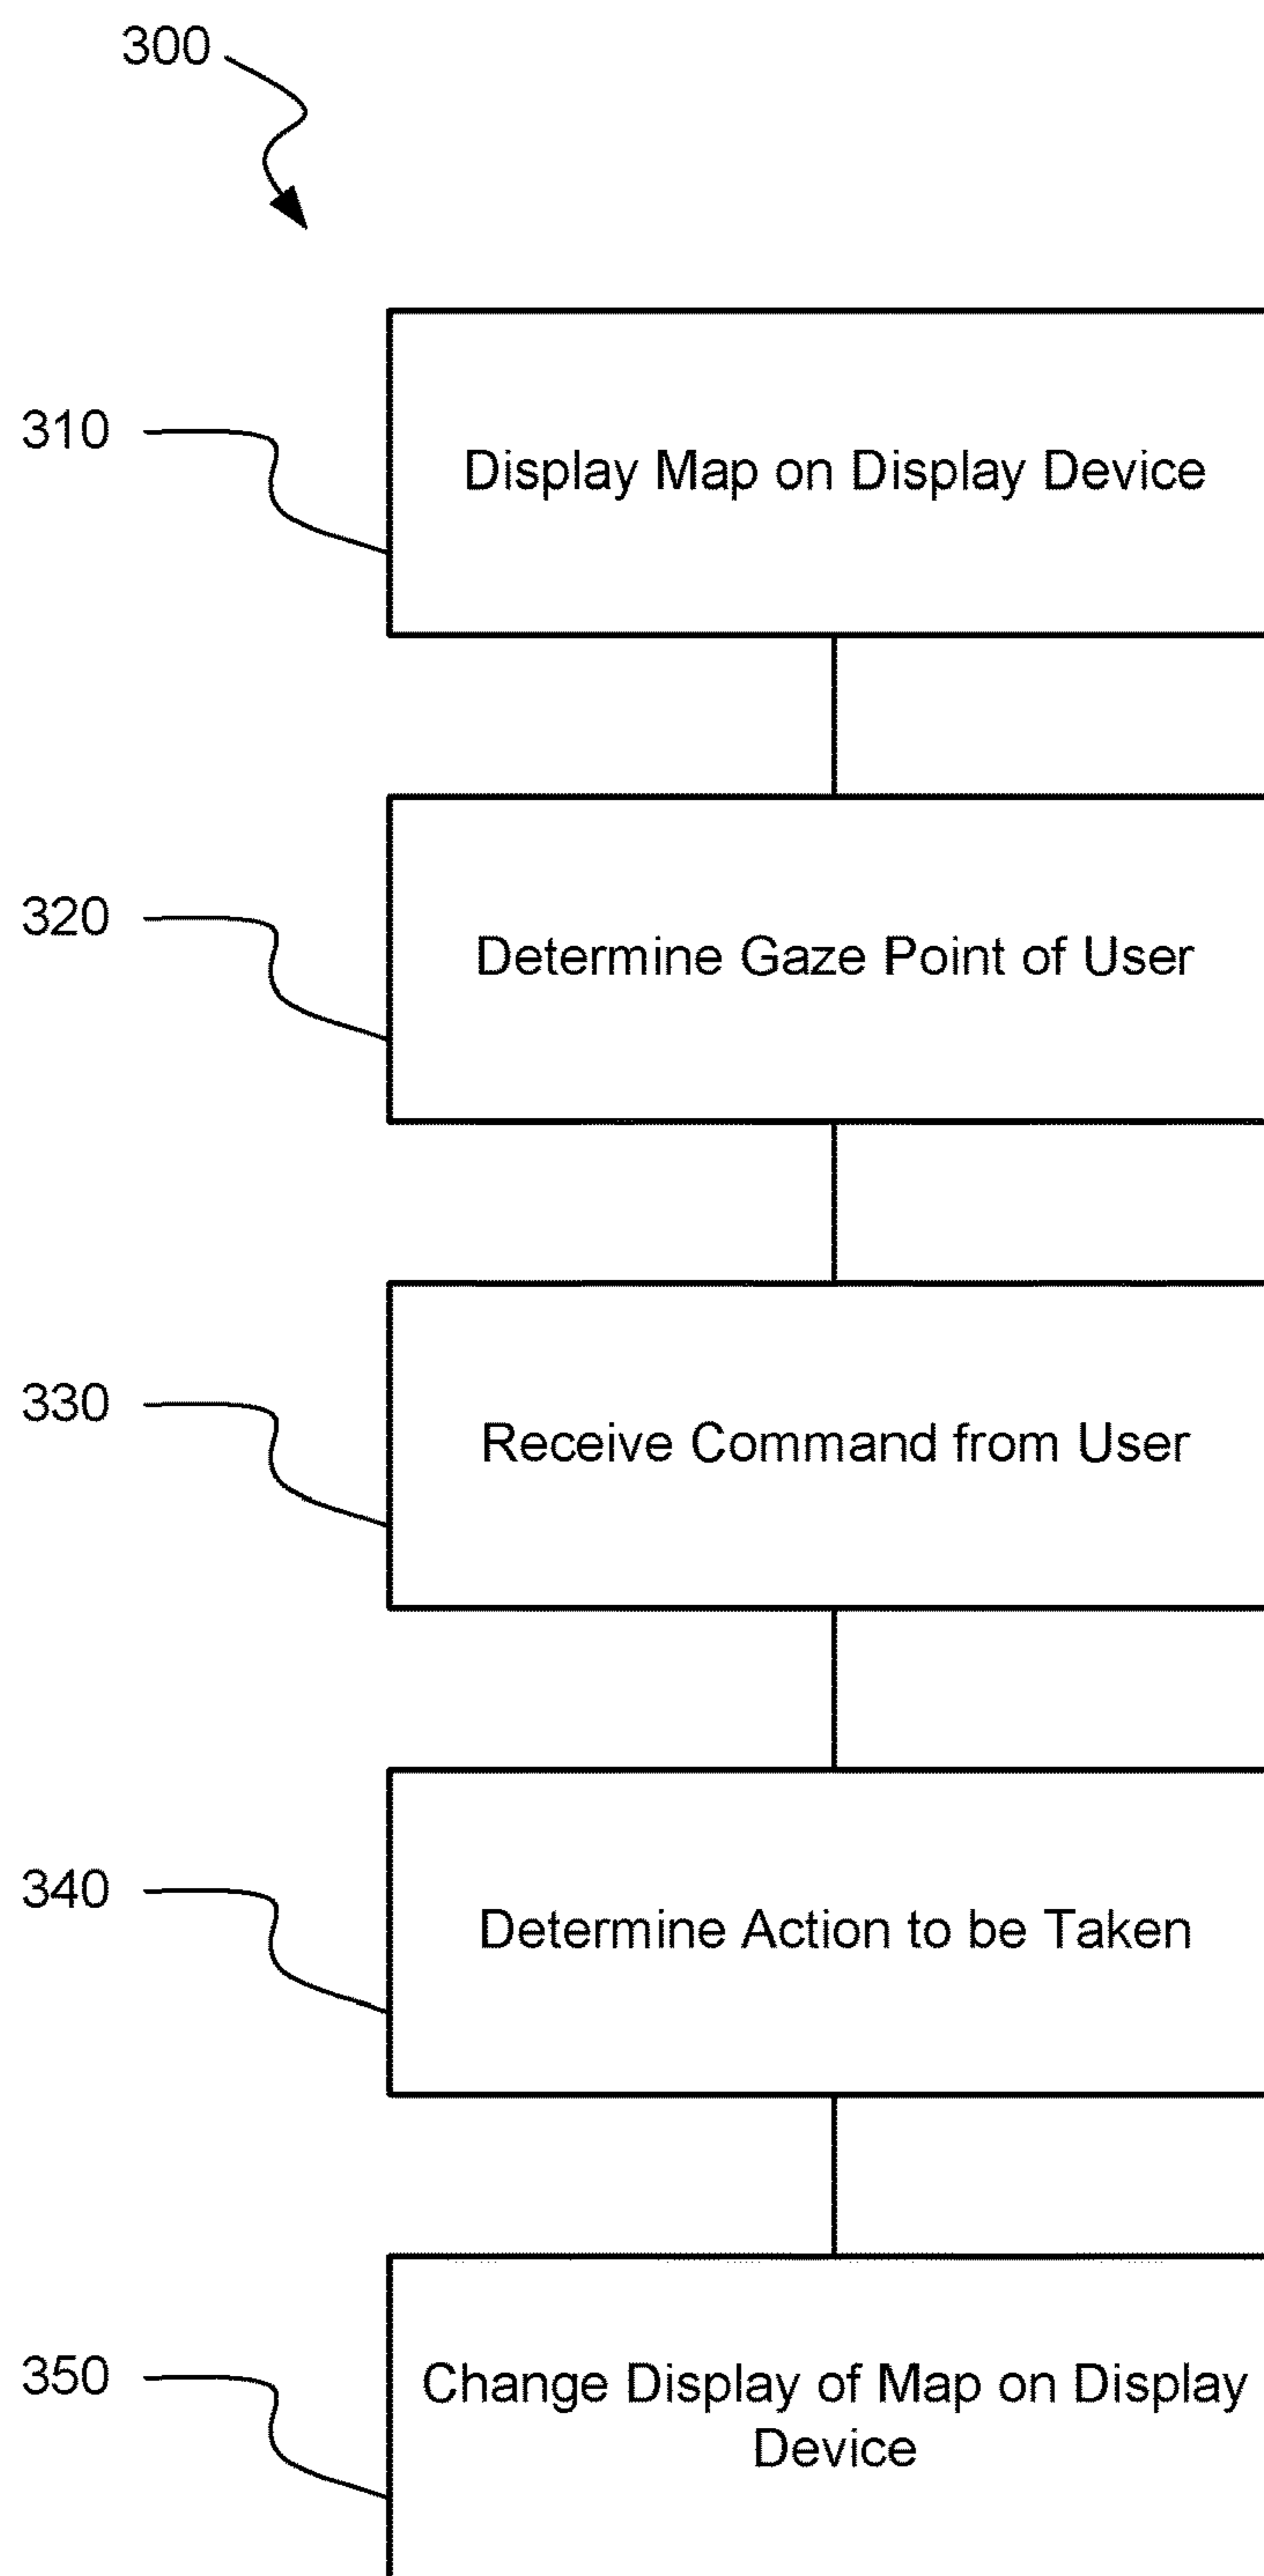 300
310
Display Map on Display Device
320
Determine Gaze Point of User
330
Receive Command from User
340
Determine Action to be Taken
350
Change Display of Map on Display
Device